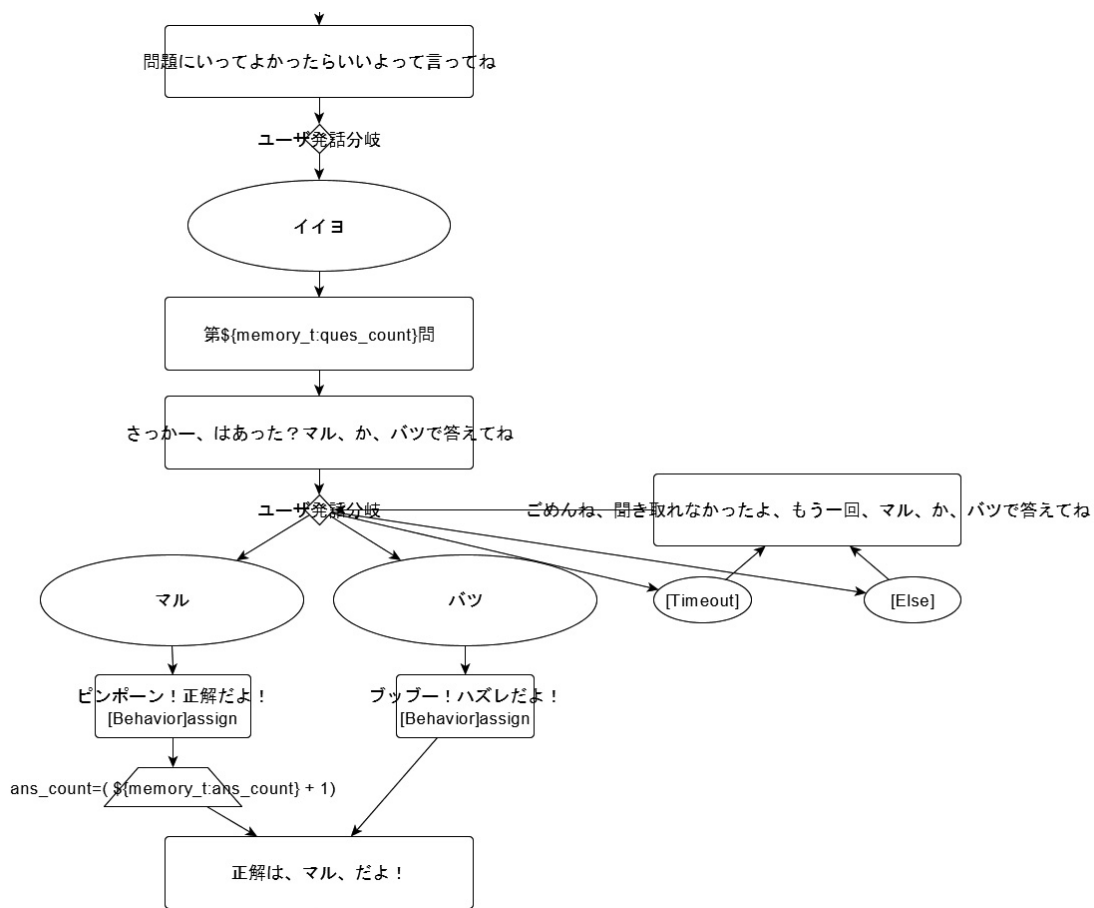 問題にいってよかったらいいよって言ってね
ユーザ発話分岐
イイヨ
第${memory_t:ques_count}問
さっかー、はあった？マル、か、バツで答えてね
ユーザ発話分岐
ごめんね、聞き取れなかったよ、もう一回、マル、か、バツで答えてね
マル
バツ
[Timeout]
[Else]
ピンポーン！正解だよ！
[Behavior]assign
ブッブー！ハズレだよ！
[Behavior]assign
ans_count=( ${memory_t:ans_count} + 1)
正解は、マル、だよ！